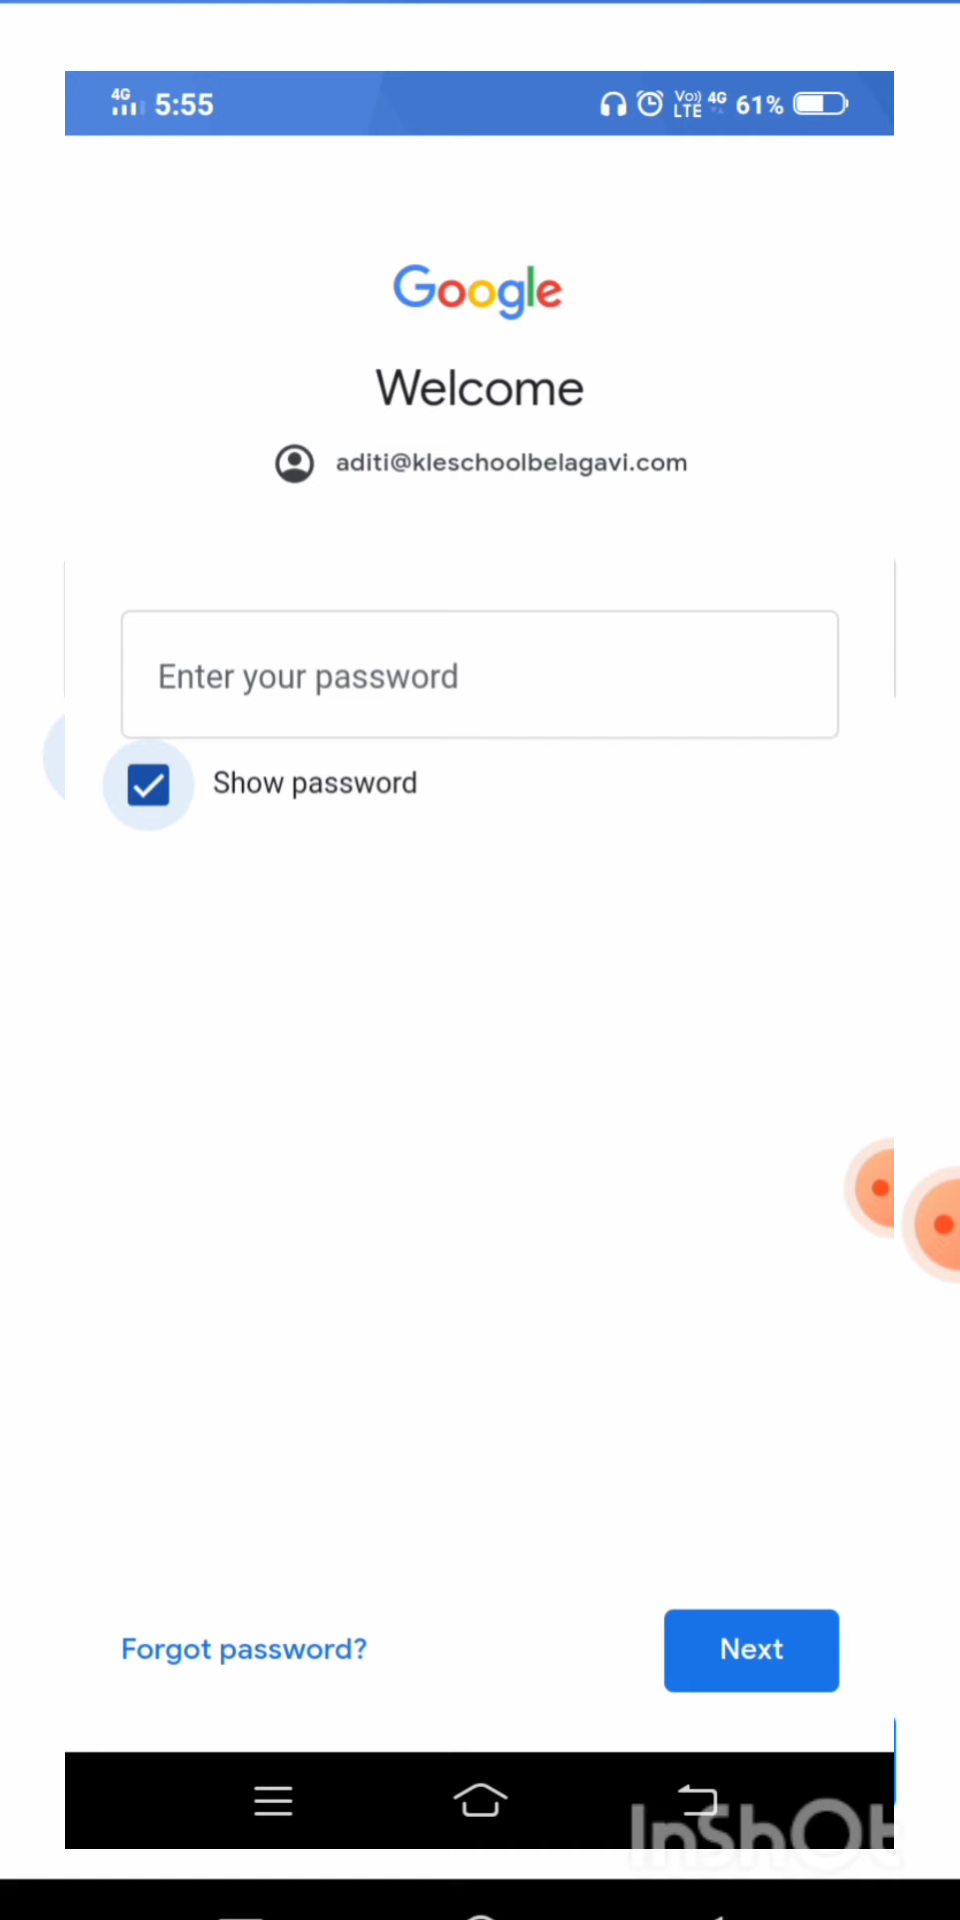 4G 5:55 Vo)) LTE 4G 61%
Google
Welcome
aditi@kleschoolbelagavi.com
Enter your password
Show password
Forgot password? Next
InShOt